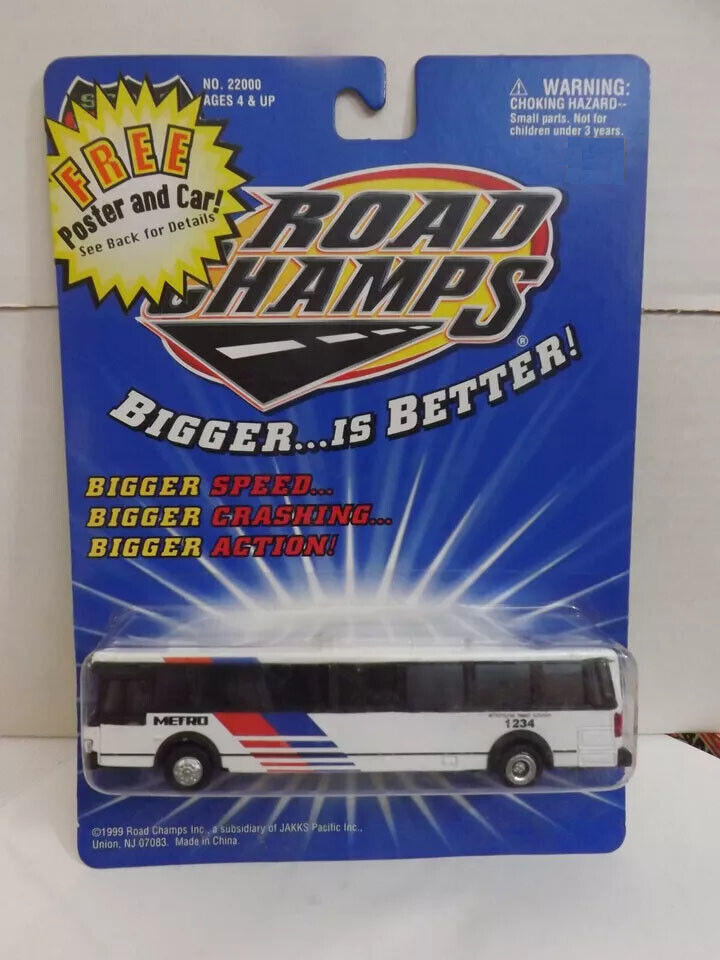 S
NO. 22000
AGES 4 & UP
FREE
Poster and Car!
See Back for Details
⚠ WARNING:
CHOKING HAZARD--
Small parts. Not for
children under 3 years.
ROAD
CHAMPS®
BIGGER...IS BETTER!
BIGGER SPEED...
BIGGER CRASHING...
BIGGER ACTION!
METRO
1234
©1999 Road Champs Inc., a subsidiary of JAKKS Pacific Inc.,
Union, NJ 07083. Made in China.